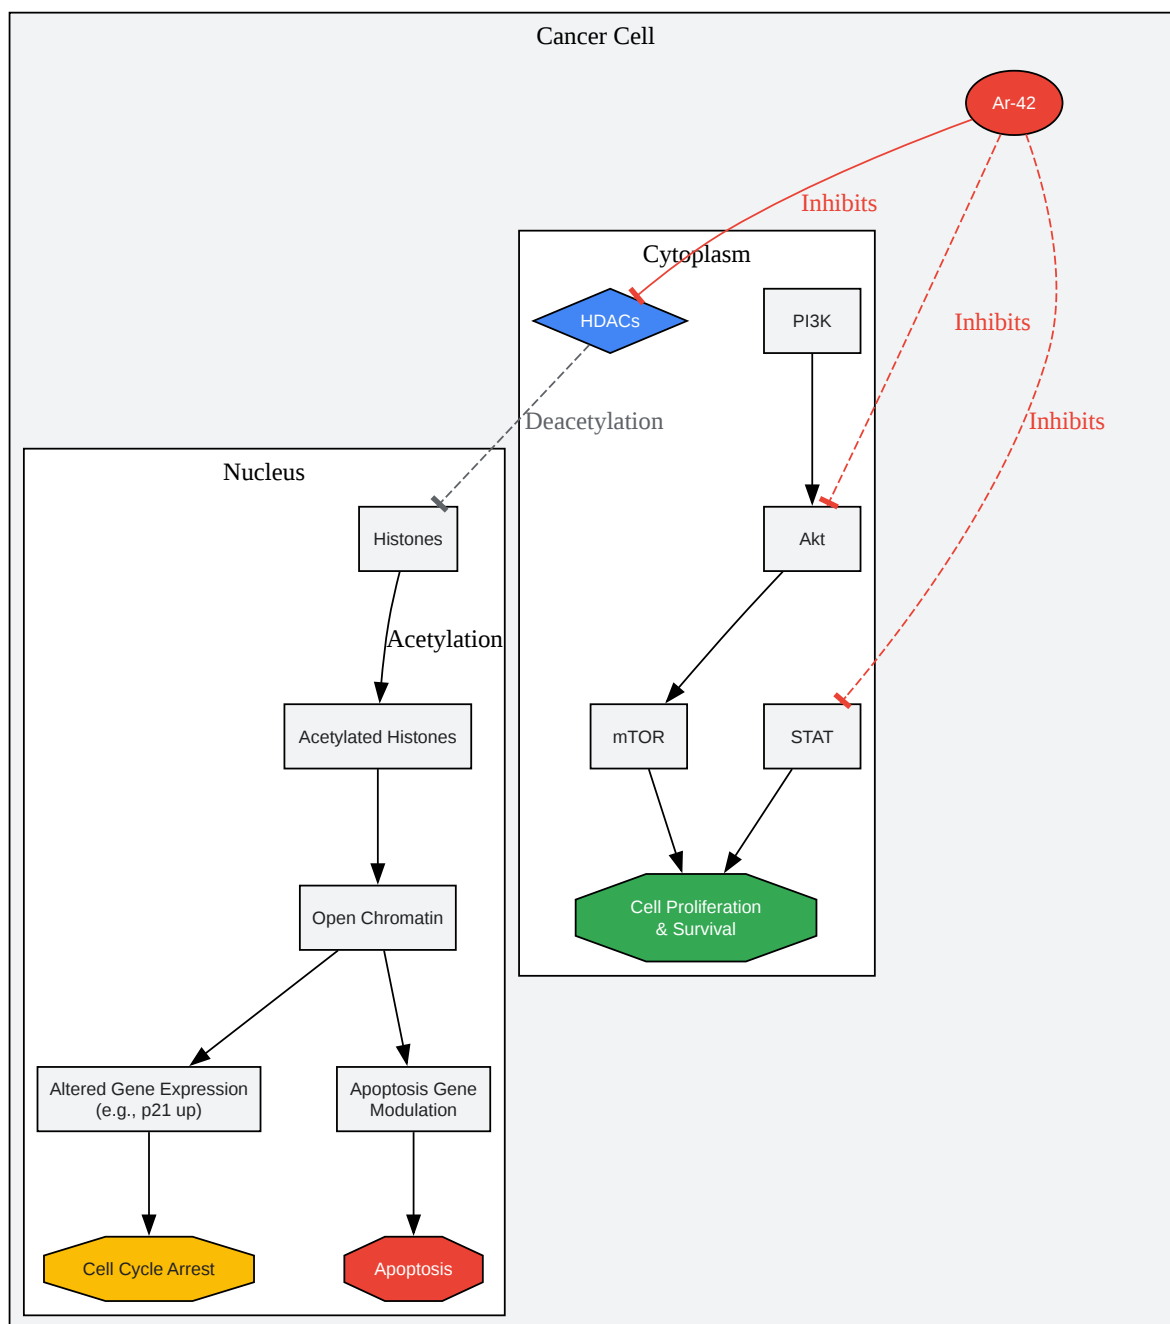 Cancer Cell
Ar-42
Inhibits
Cytoplasm
HDACs
PI3K
Inhibits
Deacetylation
Inhibits
Nucleus
Histones
Akt
Acetylation
Acetylated Histones
mTOR
STAT
Open Chromatin
Cell Proliferation
& Survival
Altered Gene Expression
(e.g., p21 up)
Apoptosis Gene
Modulation
Cell Cycle Arrest
Apoptosis